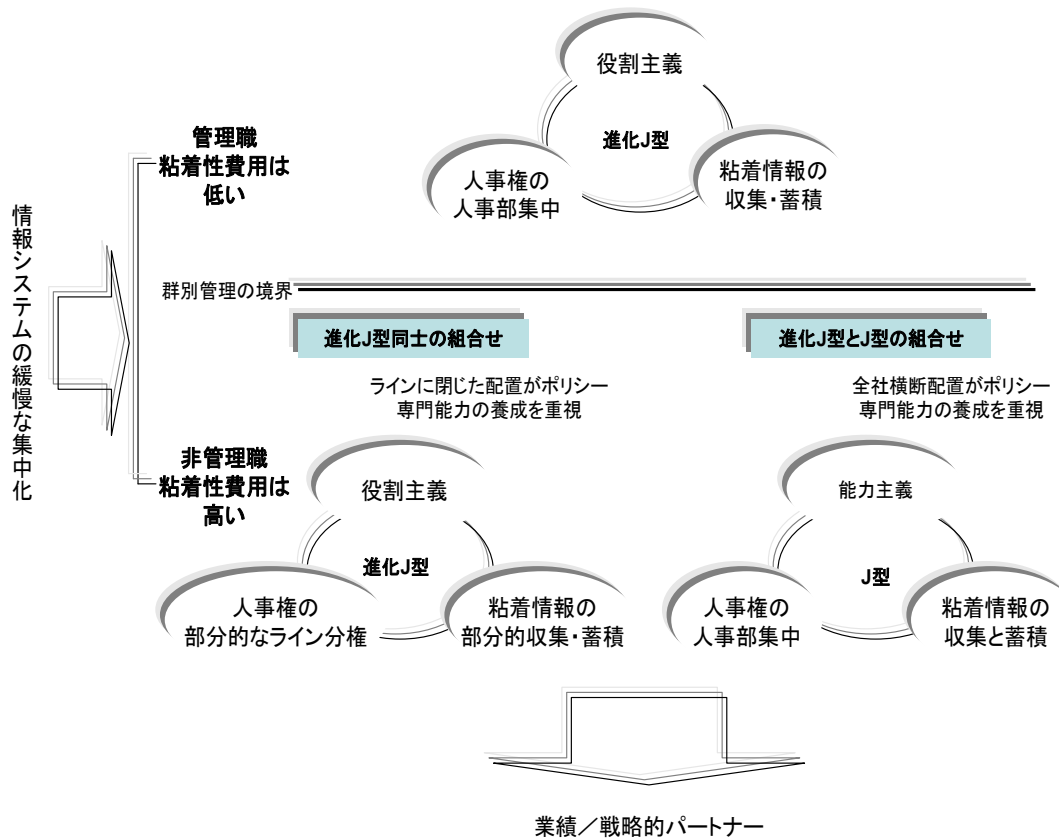 役割主義
進化J型
人事権の
人事部集中
粘着情報の
収集・蓄積
管理職
粘着性費用は
低い
情報システムの緩慢な集中化
群別管理の境界
進化J型同士の組合せ
進化J型とJ型の組合せ
ラインに閉じた配置がポリシー
専門能力の養成を重視
全社横断配置がポリシー
専門能力の養成を重視
非管理職
粘着性費用は
高い
役割主義
進化J型
人事権の
部分的なライン分権
粘着情報の
部分的収集・蓄積
能力主義
J型
人事権の
人事部集中
粘着情報の
収集と蓄積
業績／戦略的パートナー